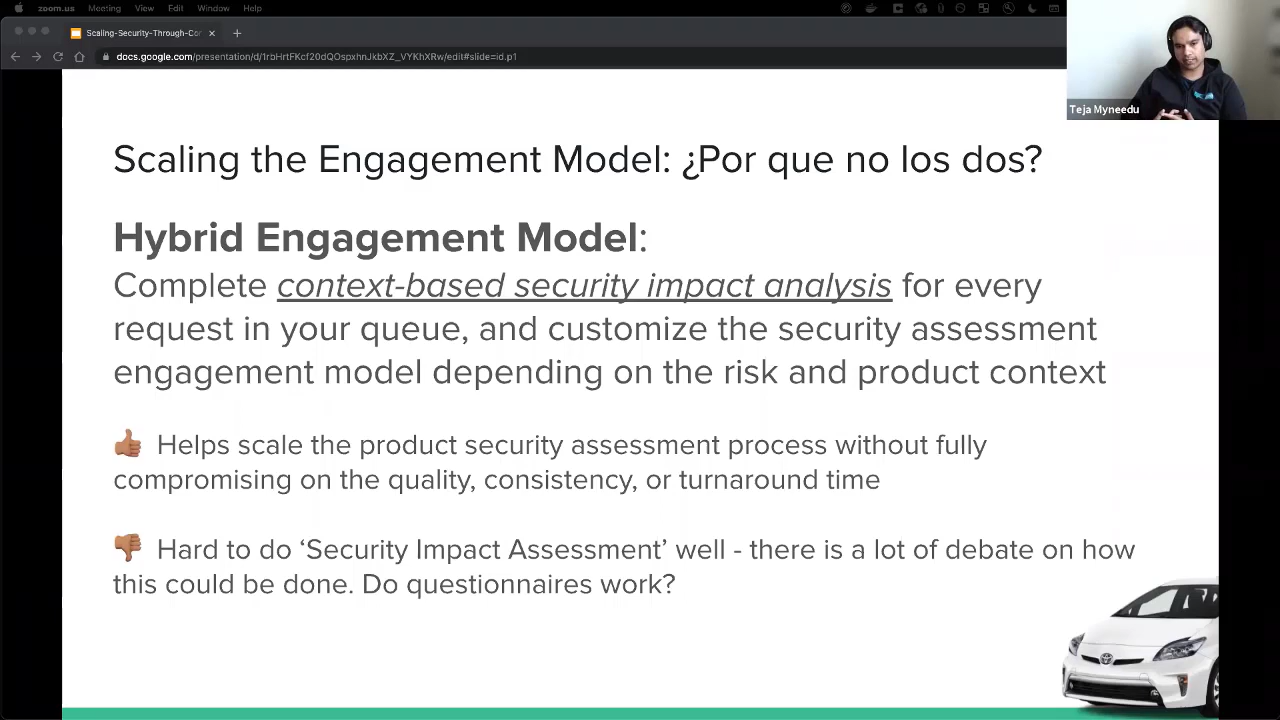 zoom.us Meeting View Edit Window Help
Scaling-Security-Through-Cor
docs.google.com/presentation/d/1rbHrtFKcf20dQOspxhnJkbXZ_VYKhXRw/edit#slide=id.p1
Teja Myneedu
Scaling the Engagement Model: ¿Por que no los dos?
Hybrid Engagement Model:
Complete context-based security impact analysis for every
request in your queue, and customize the security assessment
engagement model depending on the risk and product context
👍🏽 Helps scale the product security assessment process without fully
compromising on the quality, consistency, or turnaround time
👎🏽 Hard to do ‘Security Impact Assessment’ well - there is a lot of debate on how
this could be done. Do questionnaires work?